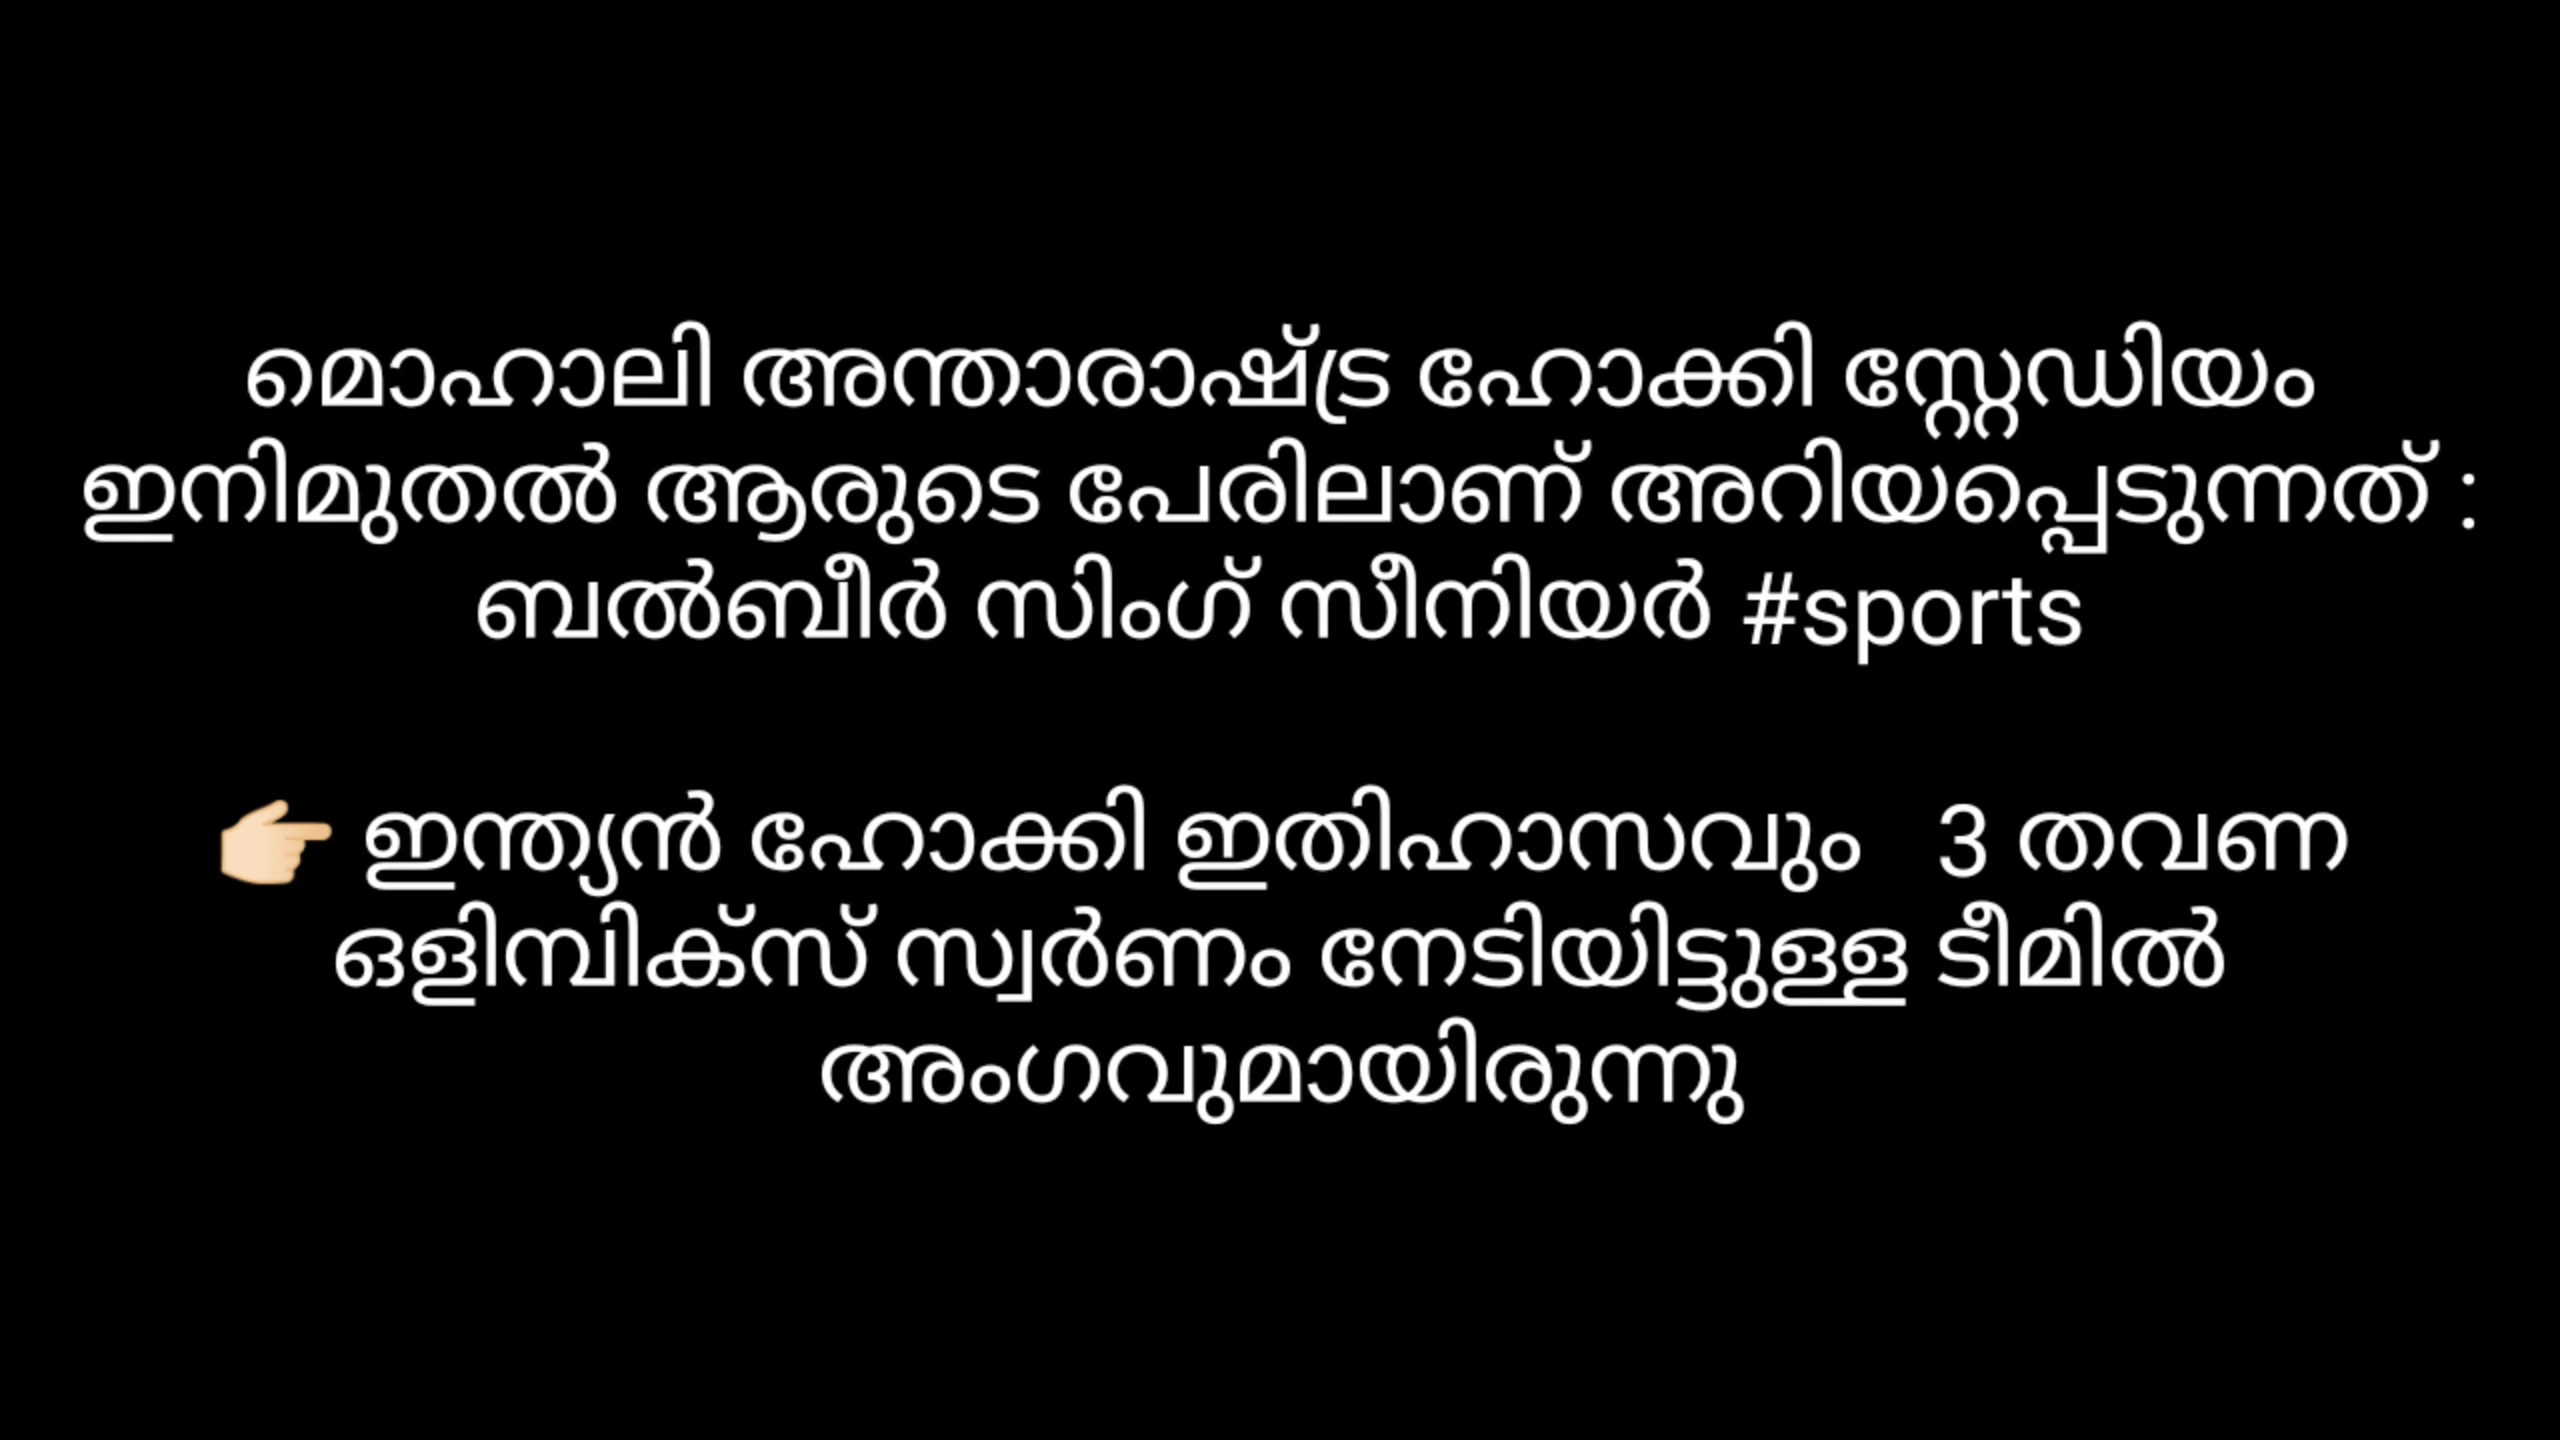 മൊഹാലി അന്താരാഷ്ട്ര ഹോക്കി സ്റ്റേഡിയം
ഇനിമുതൽ ആരുടെ പേരിലാണ് അറിയപ്പെടുന്നത് :
ബൽബീർ സിംഗ് സീനിയർ #sports
👉🏻 ഇന്ത്യൻ ഹോക്കി ഇതിഹാസവും 3 തവണ
ഒളിമ്പിക്സ് സ്വർണം നേടിയിട്ടുള്ള ടീമിൽ
അംഗവുമായിരുന്നു